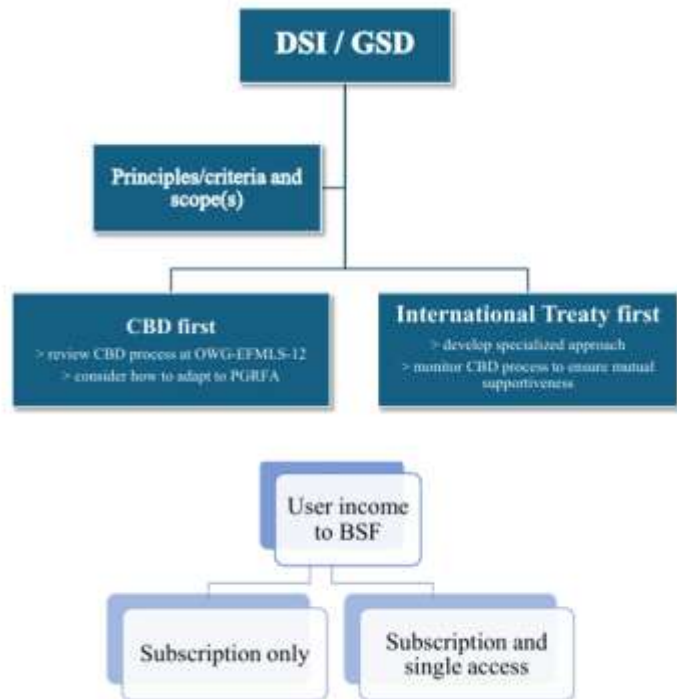 DSI / GSD
Principles/criteria and
scope(s)
CBD first
> review CBD process at OWG-EFMLS-12
> consider how to adapt to PGRFA
International Treaty first
> develop specialized approach
> monitor CBD process to ensure mutual
supportiveness
User income
to BSF
Subscription only
Subscription and
single access